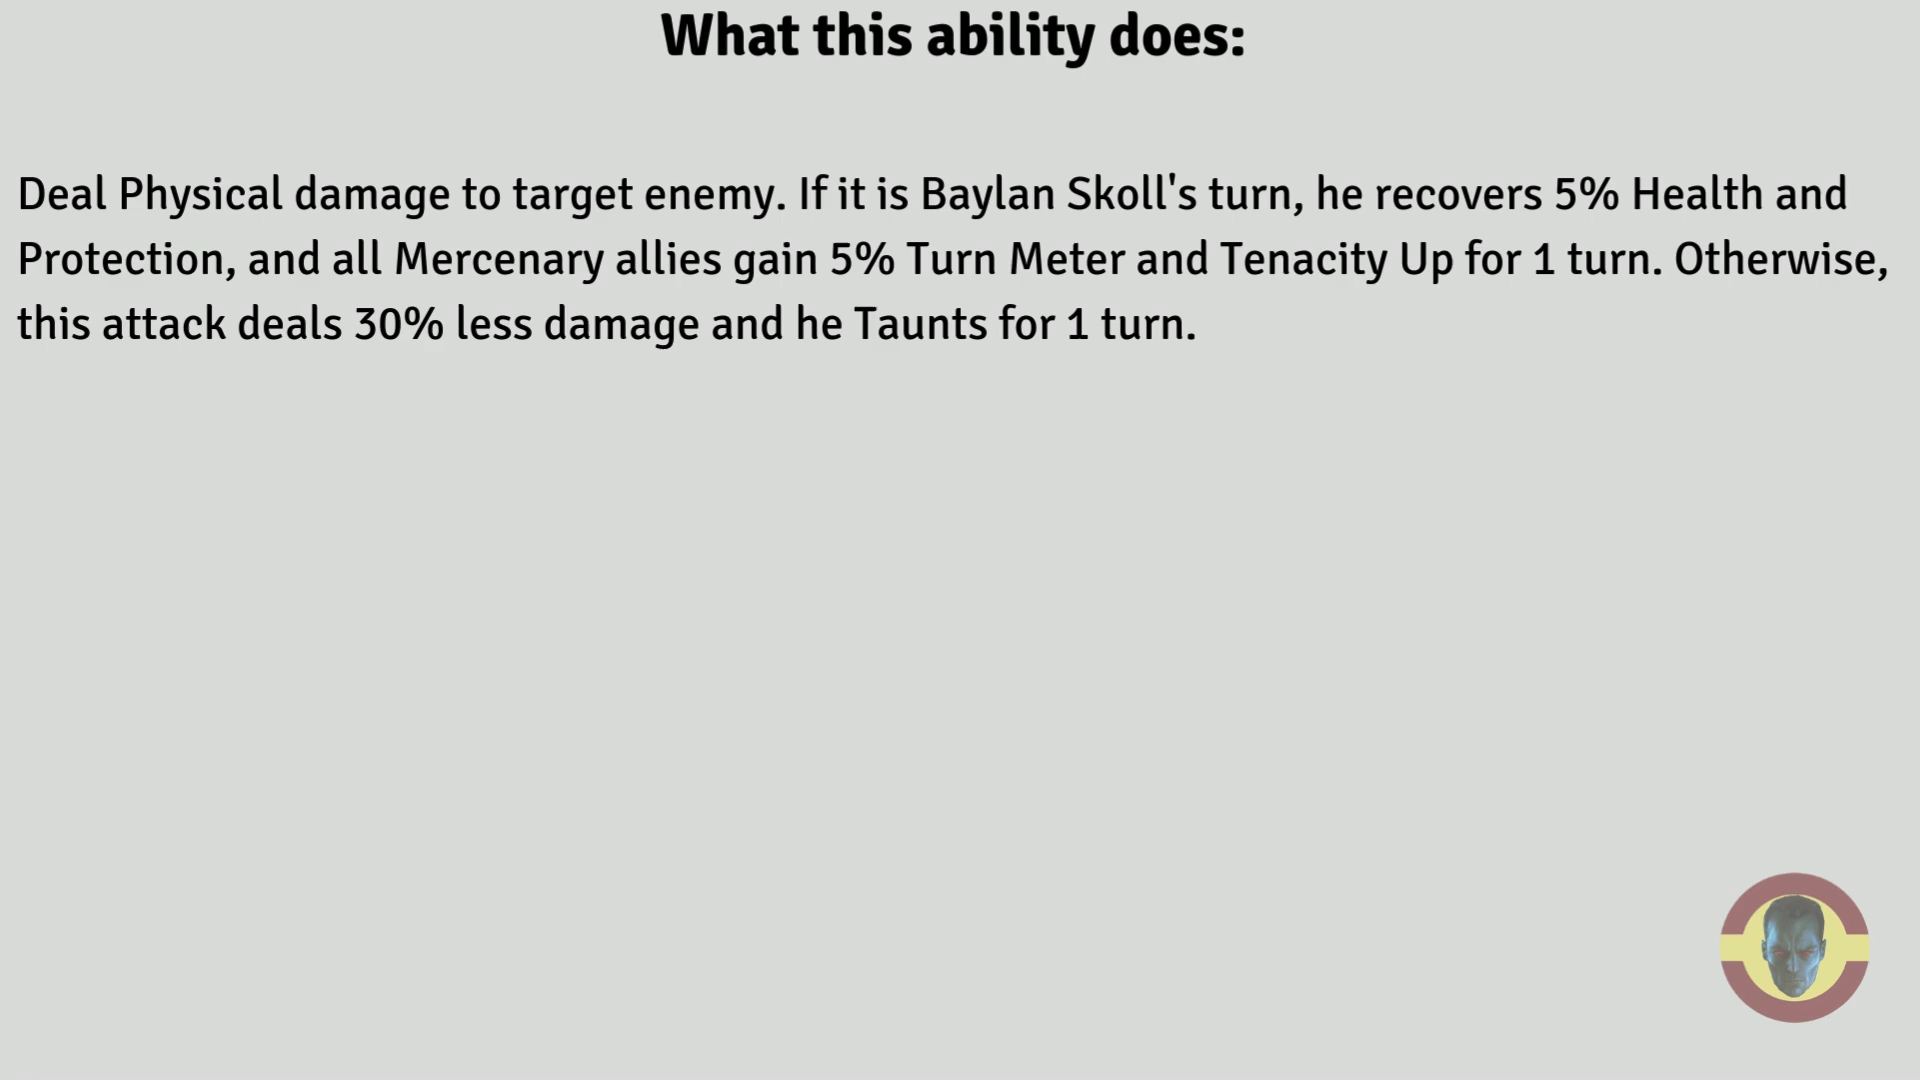 What this ability does:
Deal Physical damage to target enemy. If it is Baylan Skoll's turn, he recovers 5% Health and
Protection, and all Mercenary allies gain 5% Turn Meter and Tenacity Up for 1 turn. Otherwise,
this attack deals 30% less damage and he Taunts for 1 turn.